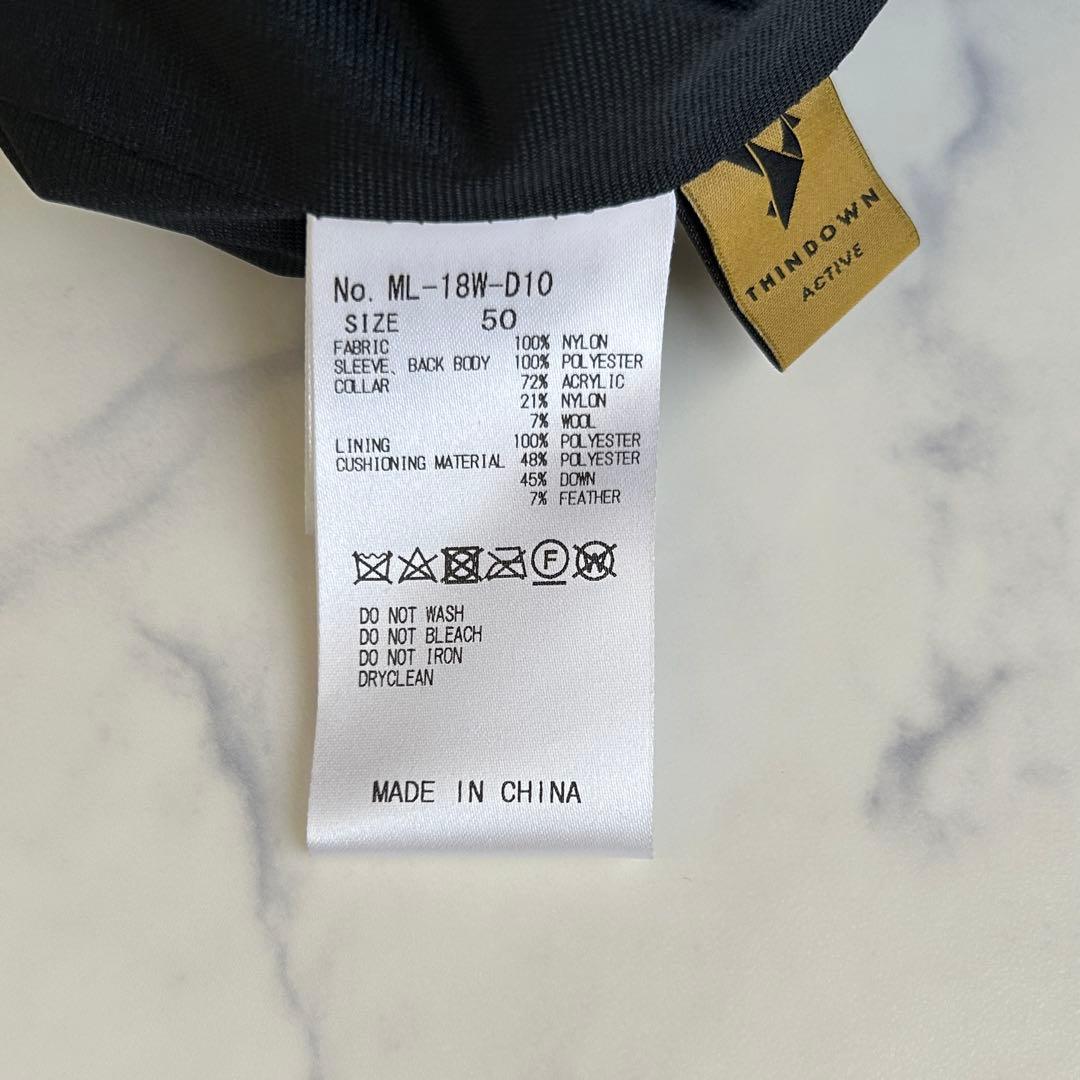 No. ML-18W-D10
SIZE 50
FABRIC 100% NYLON
SLEEVE、BACK BODY 100% POLYESTER
COLLAR 72% ACRYLIC
21% NYLON
7% WOOL
LINING 100% POLYESTER
CUSHIONING MATERIAL 48% POLYESTER
45% DOWN
7% FEATHER
F W
DO NOT WASH
DO NOT BLEACH
DO NOT IRON
DRYCLEAN
MADE IN CHINA
THINDOWN
ACTIVE